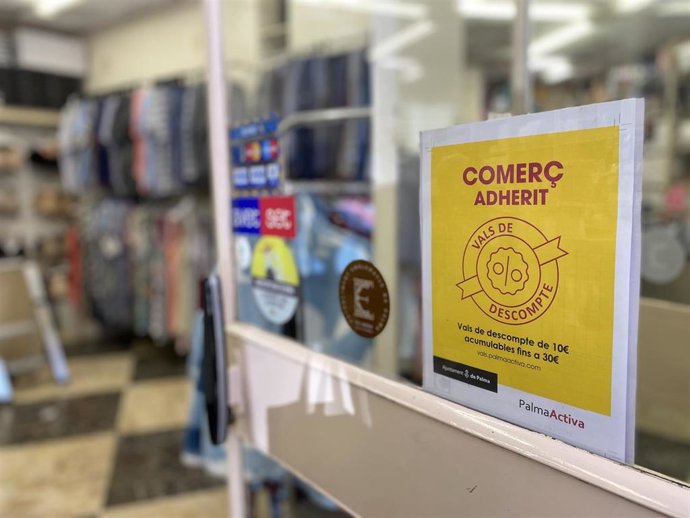 COMERÇ
ADHERIT
VALS DE
%
DESCOMPTE
Vals de descompte de 10€
acumulables fins a 30€
vals.palmaactiva.com
Ajuntament de Palma
PalmaActiva
E